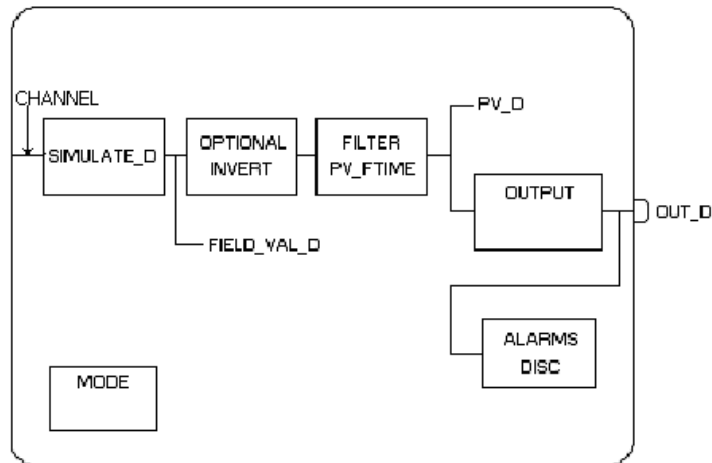 CHANNEL
SIMULATE_D
OPTIONAL
INVERT
FILTER
PV_FTIME
PV_D
OUTPUT
OUT_D
FIELD_VAL_D
ALARMS
DISC
MODE